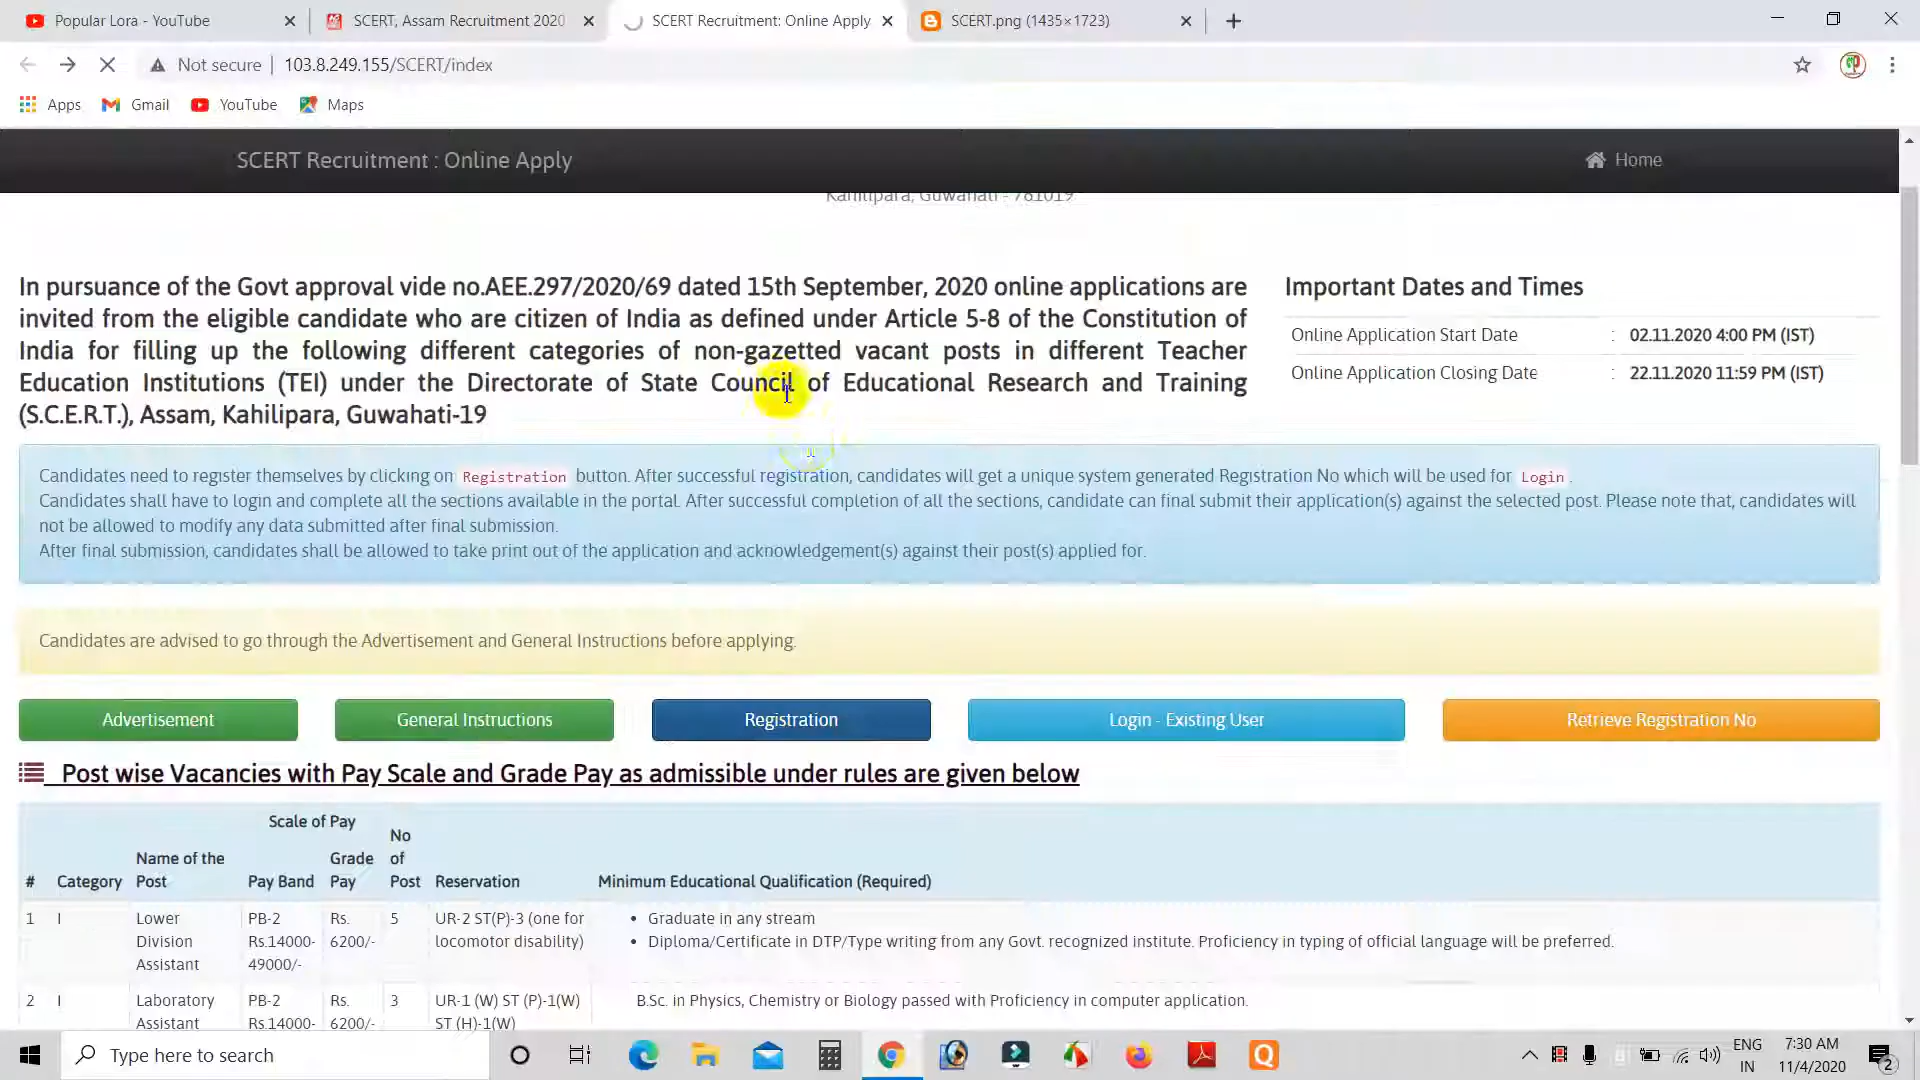 Popular Lora - YouTube
SCERT, Assam Recruitment 2020
SCERT Recruitment: Online Apply
SCERT.png (1435×1723)
Not secure
103.8.249.155/SCERT/index
Apps
Gmail
YouTube
Maps
SCERT Recruitment : Online Apply
Home
Kahilipara, Guwahati - 781019
In pursuance of the Govt approval vide no.AEE.297/2020/69 dated 15th September, 2020 online applications are
invited from the eligible candidate who are citizen of India as defined under Article 5-8 of the Constitution of
India for filling up the following different categories of non-gazetted vacant posts in different Teacher
Education Institutions (TEI) under the Directorate of State Council of Educational Research and Training
(S.C.E.R.T.), Assam, Kahilipara, Guwahati-19
Important Dates and Times
Online Application Start Date : 02.11.2020 4:00 PM (IST)
Online Application Closing Date : 22.11.2020 11:59 PM (IST)
Candidates need to register themselves by clicking on Registration button. After successful registration, candidates will get a unique system generated Registration No which will be used for Login .
Candidates shall have to login and complete all the sections available in the portal. After successful completion of all the sections, candidate can final submit their application(s) against the selected post. Please note that, candidates will
not be allowed to modify any data submitted after final submission.
After final submission, candidates shall be allowed to take print out of the application and acknowledgement(s) against their post(s) applied for.
Candidates are advised to go through the Advertisement and General Instructions before applying.
Advertisement
General Instructions
Registration
Login - Existing User
Retrieve Registration No
Post wise Vacancies with Pay Scale and Grade Pay as admissible under rules are given below
Scale of Pay
No
Name of the Grade of
# Category Post Pay Band Pay Post Reservation Minimum Educational Qualification (Required)
1 I Lower PB-2 Rs. 5 UR-2 ST(P)-3 (one for • Graduate in any stream
Division Rs.14000- 6200/- locomotor disability) • Diploma/Certificate in DTP/Type writing from any Govt. recognized institute. Proficiency in typing of official language will be preferred.
Assistant 49000/-
2 I Laboratory PB-2 Rs. 3 UR-1 (W) ST (P)-1(W) B.Sc. in Physics, Chemistry or Biology passed with Proficiency in computer application.
Assistant Rs.14000- 6200/- ST (H)-1(W)
Type here to search
ENG
IN
7:30 AM
11/4/2020
2